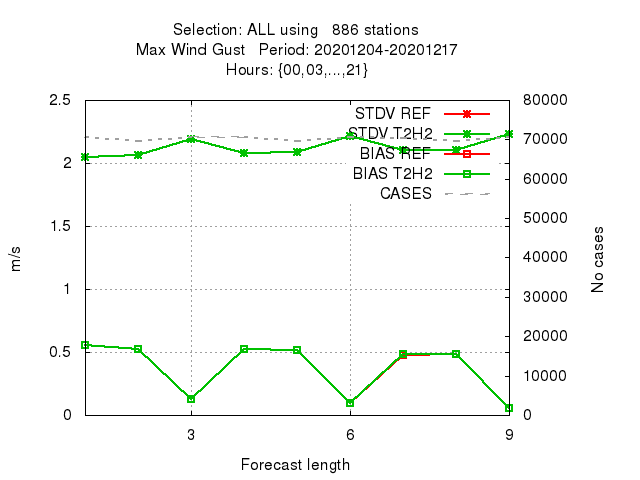 Selection: ALL using   886 stations
Max Wind Gust   Period: 20201204-20201217
Hours: {00,03,...,21}
2.5
2
1.5
1
0.5
0
m/s
80000
70000
60000
50000
40000
30000
20000
10000
0
No cases
STDV REF
STDV T2H2
BIAS REF
BIAS T2H2
CASES
3
6
9
Forecast length